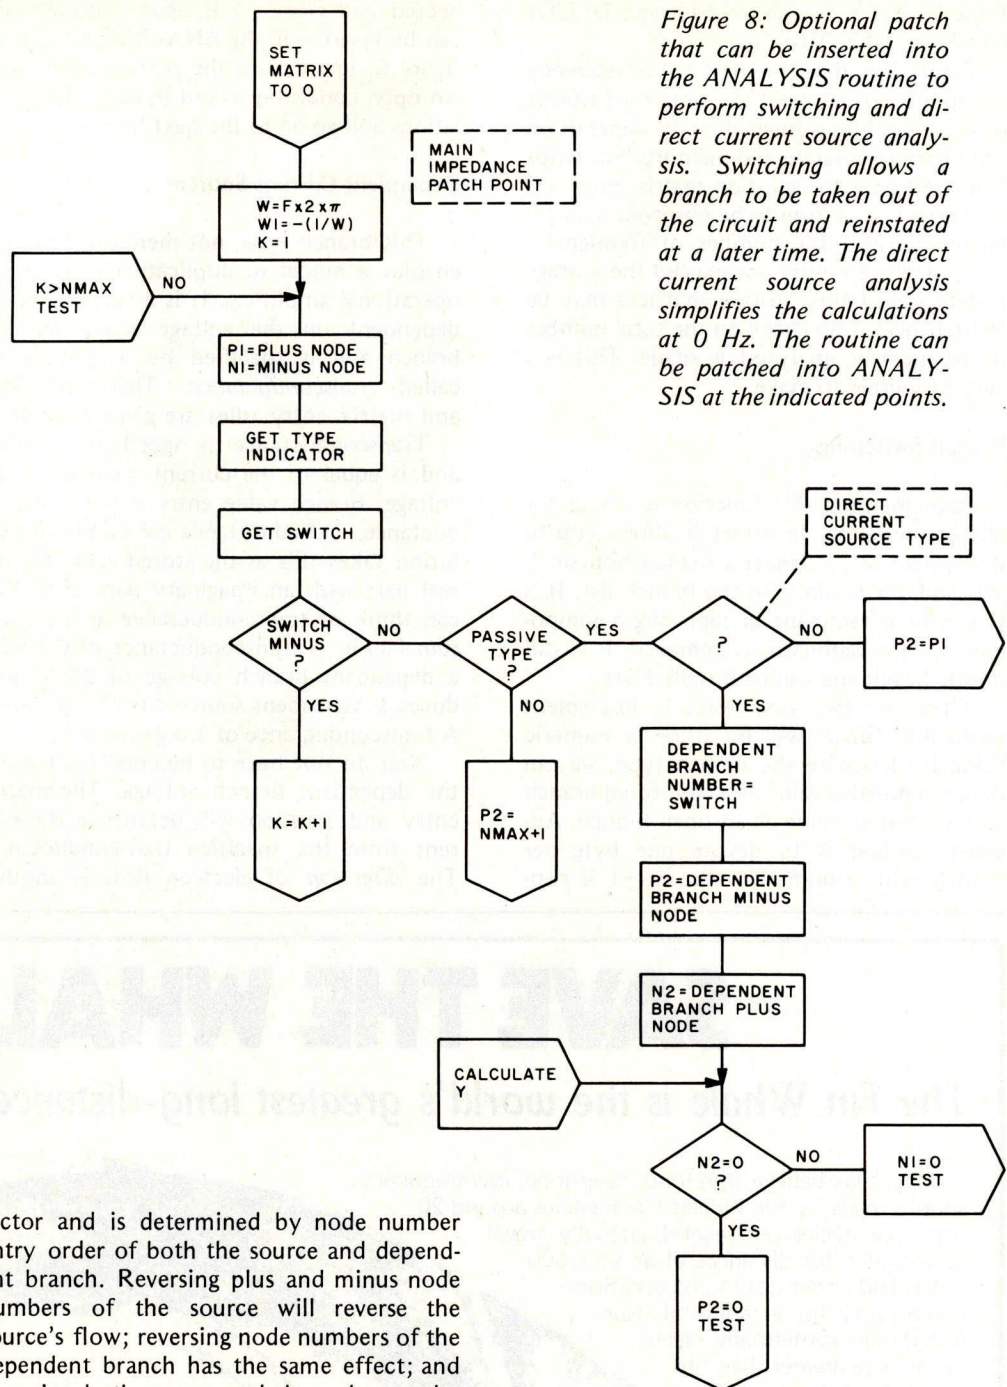 SET
MATRIX
TO 0
Figure 8: Optional patch
that can be inserted into
the ANALYSIS routine to
perform switching and di-
rect current source analy-
sis. Switching allows a
branch to be taken out of
the circuit and reinstated
at a later time. The direct
current source analysis
simplifies the calculations
at 0 Hz. The routine can
be patched into ANALY-
SIS at the indicated points.
MAIN
IMPEDANCE
PATCH POINT
W=F×2×π
W1=-(1/W)
K=1
K>NMAX
TEST
NO
P1=PLUS NODE
N1=MINUS NODE
GET TYPE
INDICATOR
GET SWITCH
DIRECT
CURRENT
SOURCE TYPE
SWITCH
MINUS
?
NO
PASSIVE
TYPE
?
YES
?
NO
P2=P1
YES
NO
YES
K=K+1
P2=
NMAX+1
DEPENDENT
BRANCH
NUMBER=
SWITCH
P2=DEPENDENT
BRANCH MINUS
NODE
N2=DEPENDENT
BRANCH PLUS
NODE
CALCULATE
Y
N2=0
?
NO
N1=0
TEST
YES
P2=0
TEST
ctor and is determined by node number
ntry order of both the source and depend-
nt branch. Reversing plus and minus node
umbers of the source will reverse the
ource's flow; reversing node numbers of the
ependent branch has the same effect; and